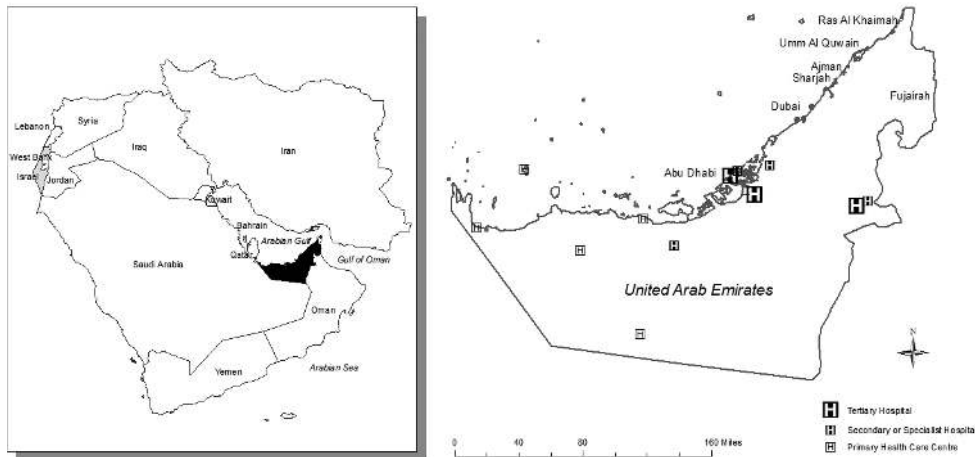 Lebanon
Syria
West Bank
Israel
Jordan
Iraq
Iran
Kuwait
Bahrain
Arabian Gulf
Qatar
Gulf of Oman
Saudi Arabia
Oman
Yemen
Arabian Sea
Ras Al Khaimah
Umm Al Quwain
Ajman
Sharjah
Fujairah
Dubai
Abu Dhabi
H
H
H
H
H
H
H
H
H
H
H
H
United Arab Emirates
N
H Tertiary Hospital
H Secondary or Specialist Hospita
H Primary Health Care Centre
0 40 80 160 Miles